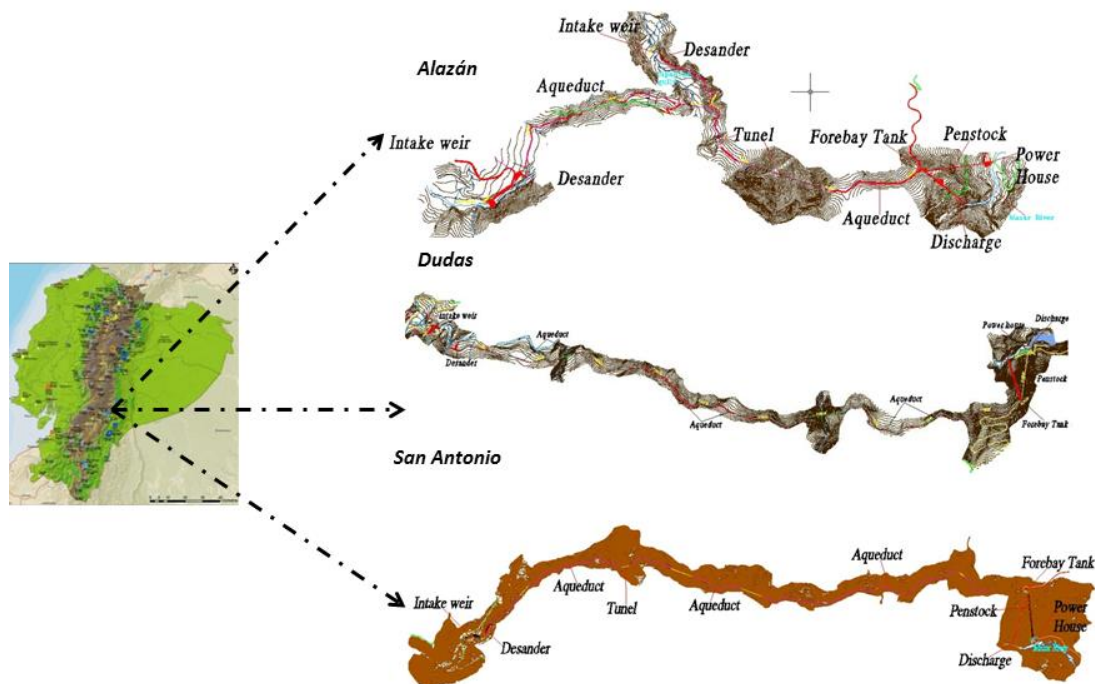 Alazán
Intake weir
Desander
Aqueduct
Intake weir
Desander
Tunel
Forebay Tank
Penstock
Power
House
Aqueduct
Discharge
Dudas
Intake weir
Desander
Aqueduct
Aqueduct
Aqueduct
Power house
Discharge
Penstock
Forebay Tank
San Antonio
Intake weir
Desander
Aqueduct
Tunel
Aqueduct
Aqueduct
Forebay Tank
Penstock
Power
House
Discharge